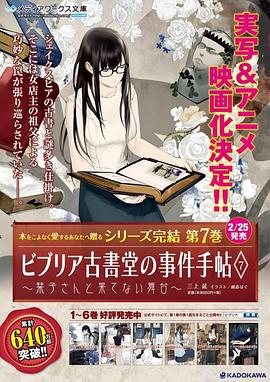 メディアワークス文庫
実写&アニメ
映画化決定!!
シェイクスピアの古書と謎多き仕掛け。
そこには女店主の祖父による
巧妙な罠が張り巡らされていた――。
2/25発売
本をこよなく愛するあなたへ贈る シリーズ完結 第7巻
ビブリア古書堂の事件手帖7
~栞子さんと果てない舞台~
三上 延
イラスト/越島はぐ
1~6巻 好評発売中
累計
640万部
突破!!
KADOKAWA